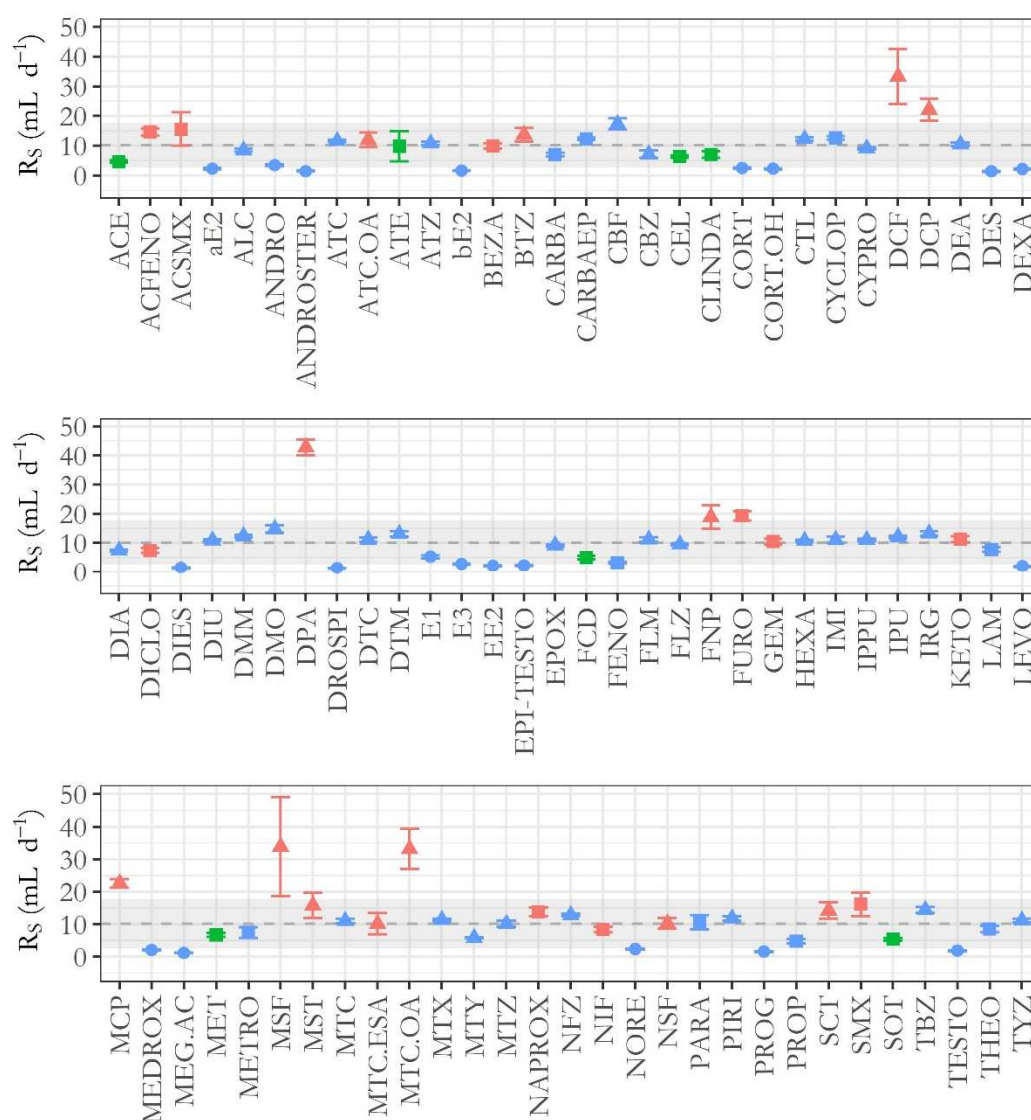 50
40
30
20
10
0
R_S (mL d⁻¹)
ACE
ACFENO
ACSMX
aE2
ALC
ANDRO
ANDROSTER
ATC
ATC.OA
ATE
ATZ
bE2
BEZA
BTZ
CARBA
CARBAEP
CBF
CBZ
CEL
CLINDA
CORT
CORT.OH
CTL
CYCLOP
CYPRO
DCF
DCP
DEA
DES
DEXA
50
40
30
20
10
0
R_S (mL d⁻¹)
DIA
DICLO
DIES
DIU
DMM
DMO
DPA
DROSPI
DTC
DTM
E1
E3
EE2
EPI-TESTO
EPOX
FCD
FENO
FLM
FLZ
FNP
FURO
GEM
HEXA
IMI
IPPU
IPU
IRG
KETO
LAM
LEVO
50
40
30
20
10
0
R_S (mL d⁻¹)
MCP
MEDROX
MEG.AC
MET
METRO
MSF
MST
MTC
MTC.ESA
MTC.OA
MTX
MTY
MTZ
NAPROX
NFZ
NIF
NORE
NSF
PARA
PIRI
PROG
PROP
SCT
SMX
SOT
TBZ
TESTO
THEO
TYZ